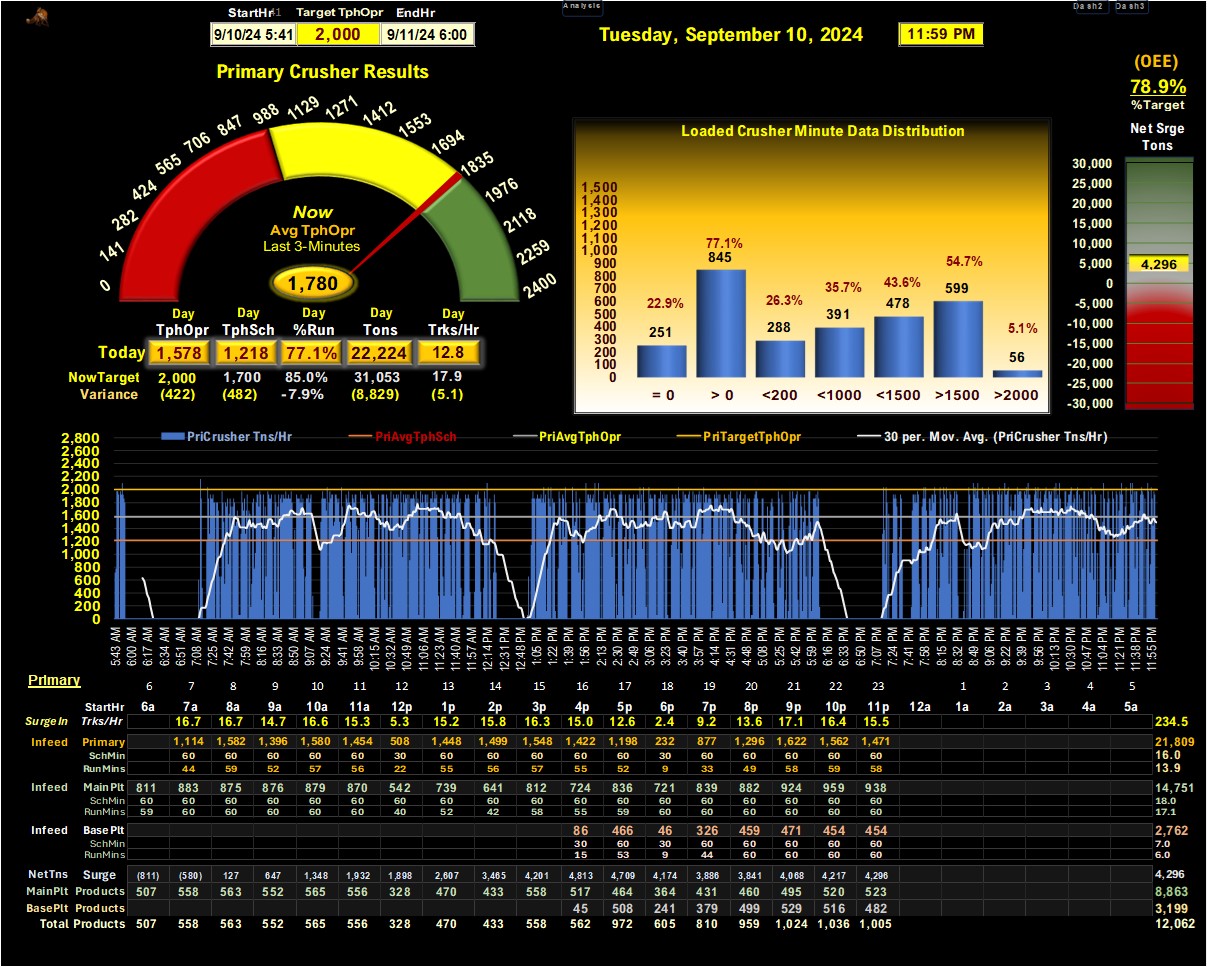 StartHr Target TphOpr EndHr
9/10/24 5:41 2,000 9/11/24 6:00
Analysis
Dash2 Dash3
Tuesday, September 10, 2024
11:59 PM
Primary Crusher Results
0 141 282 424 565 706 847 988 1129 1271 1412 1553 1694 1835 1976 2118 2259 2400
Now
Avg TphOpr
Last 3-Minutes
1,780
Day Day Day Day Day
TphOpr TphSch %Run Tons Trks/Hr
Today 1,578 1,218 77.1% 22,224 12.8
NowTarget 2,000 1,700 85.0% 31,053 17.9
Variance (422) (482) -7.9% (8,829) (5.1)
Loaded Crusher Minute Data Distribution
1,500
1,400
1,300
1,200
1,100
1,000
900
800
700
600
500
400
300
200
100
0
22.9% 77.1% 26.3% 35.7% 43.6% 54.7% 5.1%
251 845 288 391 478 599 56
= 0 > 0 <200 <1000 <1500 >1500 >2000
(OEE)
78.9%
%Target
Net Srge
Tons
30,000
25,000
20,000
15,000
10,000
5,000
0
-5,000
-10,000
-15,000
-20,000
-25,000
-30,000
4,296
PriCrusher Tns/Hr PriAvgTphSch PriAvgTphOpr PriTargetTphOpr 30 per. Mov. Avg. (PriCrusher Tns/Hr)
2,800
2,600
2,400
2,200
2,000
1,800
1,600
1,400
1,200
1,000
800
600
400
200
0
5:43 AM 6:00 AM 6:17 AM 6:34 AM 6:51 AM 7:08 AM 7:25 AM 7:42 AM 7:59 AM 8:16 AM 8:33 AM 8:50 AM 9:07 AM 9:24 AM 9:41 AM 9:58 AM 10:15 AM 10:32 AM 10:49 AM 11:06 AM 11:23 AM 11:40 AM 11:57 AM 12:14 PM 12:31 PM 12:48 PM 1:05 PM 1:22 PM 1:39 PM 1:56 PM 2:13 PM 2:30 PM 2:49 PM 3:06 PM 3:23 PM 3:40 PM 3:57 PM 4:14 PM 4:31 PM 4:48 PM 5:08 PM 5:25 PM 5:42 PM 5:59 PM 6:16 PM 6:33 PM 6:50 PM 7:07 PM 7:24 PM 7:41 PM 7:58 PM 8:15 PM 8:32 PM 8:49 PM 9:06 PM 9:22 PM 9:39 PM 9:56 PM 10:13 PM 10:30 PM 10:47 PM 11:04 PM 11:21 PM 11:38 PM 11:55 PM
Primary
6 7 8 9 10 11 12 13 14 15 16 17 18 19 20 21 22 23 1 2 3 4 5
StartHr 6a 7a 8a 9a 10a 11a 12p 1p 2p 3p 4p 5p 6p 7p 8p 9p 10p 11p 12a 1a 2a 3a 4a 5a
SurgeIn Trks/Hr 16.7 16.7 14.7 16.6 15.3 5.3 15.2 15.8 16.3 15.0 12.6 2.4 9.2 13.6 17.1 16.4 15.5 234.5
Infeed Primary 1,114 1,582 1,396 1,580 1,454 508 1,448 1,499 1,548 1,422 1,198 232 877 1,296 1,622 1,562 1,471 21,809
SchMin 60 60 60 60 60 30 60 60 60 60 60 30 60 60 60 60 60 16.0
RunMins 44 59 52 57 56 22 55 56 57 55 52 9 33 49 58 59 58 13.9
Infeed MainPlt 811 883 875 876 879 870 542 739 641 812 724 836 721 839 882 924 959 938 14,751
SchMin 60 60 60 60 60 60 60 60 60 60 60 60 60 60 60 60 60 60 18.0
RunMins 59 60 60 60 60 60 40 52 42 58 55 59 60 60 60 60 60 60 17.1
Infeed BasePlt 86 466 46 326 459 471 454 454 2,762
SchMin 30 60 30 60 60 60 60 60 7.0
RunMins 15 53 9 44 60 60 60 60 6.0
NetTns Surge (811) (580) 127 647 1,348 1,932 1,898 2,607 3,465 4,201 4,813 4,709 4,174 3,886 3,841 4,068 4,217 4,296 4,296
MainPlt Products 507 558 563 552 565 556 328 470 433 558 517 464 364 431 460 495 520 523 8,863
BasePlt Products 45 508 241 379 499 529 516 482 3,199
Total Products 507 558 563 552 565 556 328 470 433 558 562 972 605 810 959 1,024 1,036 1,005 12,062